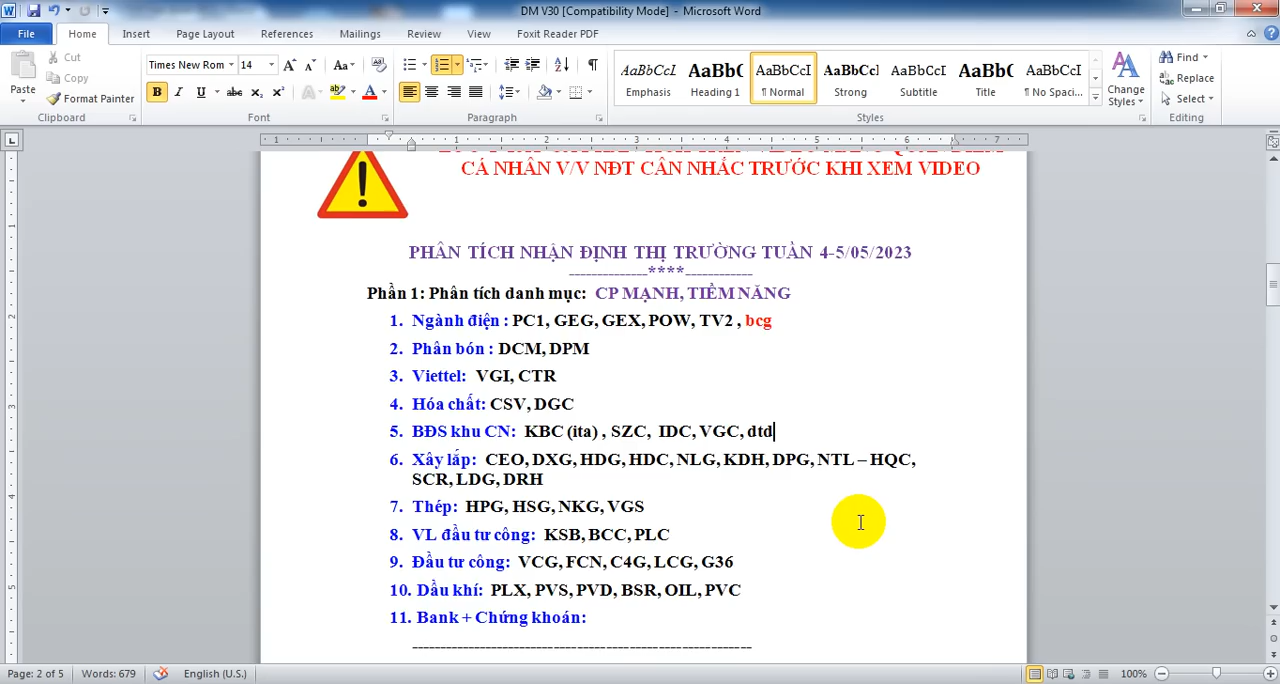 DM V30 [Compatibility Mode] - Microsoft Word
File Home Insert Page Layout References Mailings Review View Foxit Reader PDF
Paste
Cut
Copy
Format Painter
Clipboard
Times New Rom 14
Font
Paragraph
AaBbCcI Emphasis
AaBb( Heading 1
AaBbCcI ¶ Normal
AaBbCcl Strong
AaBbCcI Subtitle
AaBb( Title
AaBbCcI ¶ No Spaci...
Styles
Change Styles
Find
Replace
Select
Editing
CÁ NHÂN V/V NĐT CÂN NHẮC TRƯỚC KHI XEM VIDEO
PHÂN TÍCH NHẬN ĐỊNH THỊ TRƯỜNG TUẦN 4-5/05/2023
--------------****------------
Phần 1: Phân tích danh mục: CP MẠNH, TIỀM NĂNG
1. Ngành điện : PC1, GEG, GEX, POW, TV2 , bcg
2. Phân bón : DCM, DPM
3. Viettel: VGI, CTR
4. Hóa chất: CSV, DGC
5. BĐS khu CN: KBC (ita) , SZC, IDC, VGC, dtd
6. Xây lắp: CEO, DXG, HDG, HDC, NLG, KDH, DPG, NTL – HQC,
SCR, LDG, DRH
7. Thép: HPG, HSG, NKG, VGS
8. VL đầu tư công: KSB, BCC, PLC
9. Đầu tư công: VCG, FCN, C4G, LCG, G36
10. Dầu khí: PLX, PVS, PVD, BSR, OIL, PVC
11. Bank + Chứng khoán:
------------------------------------------------------------
Page: 2 of 5 Words: 679 English (U.S.) 100%